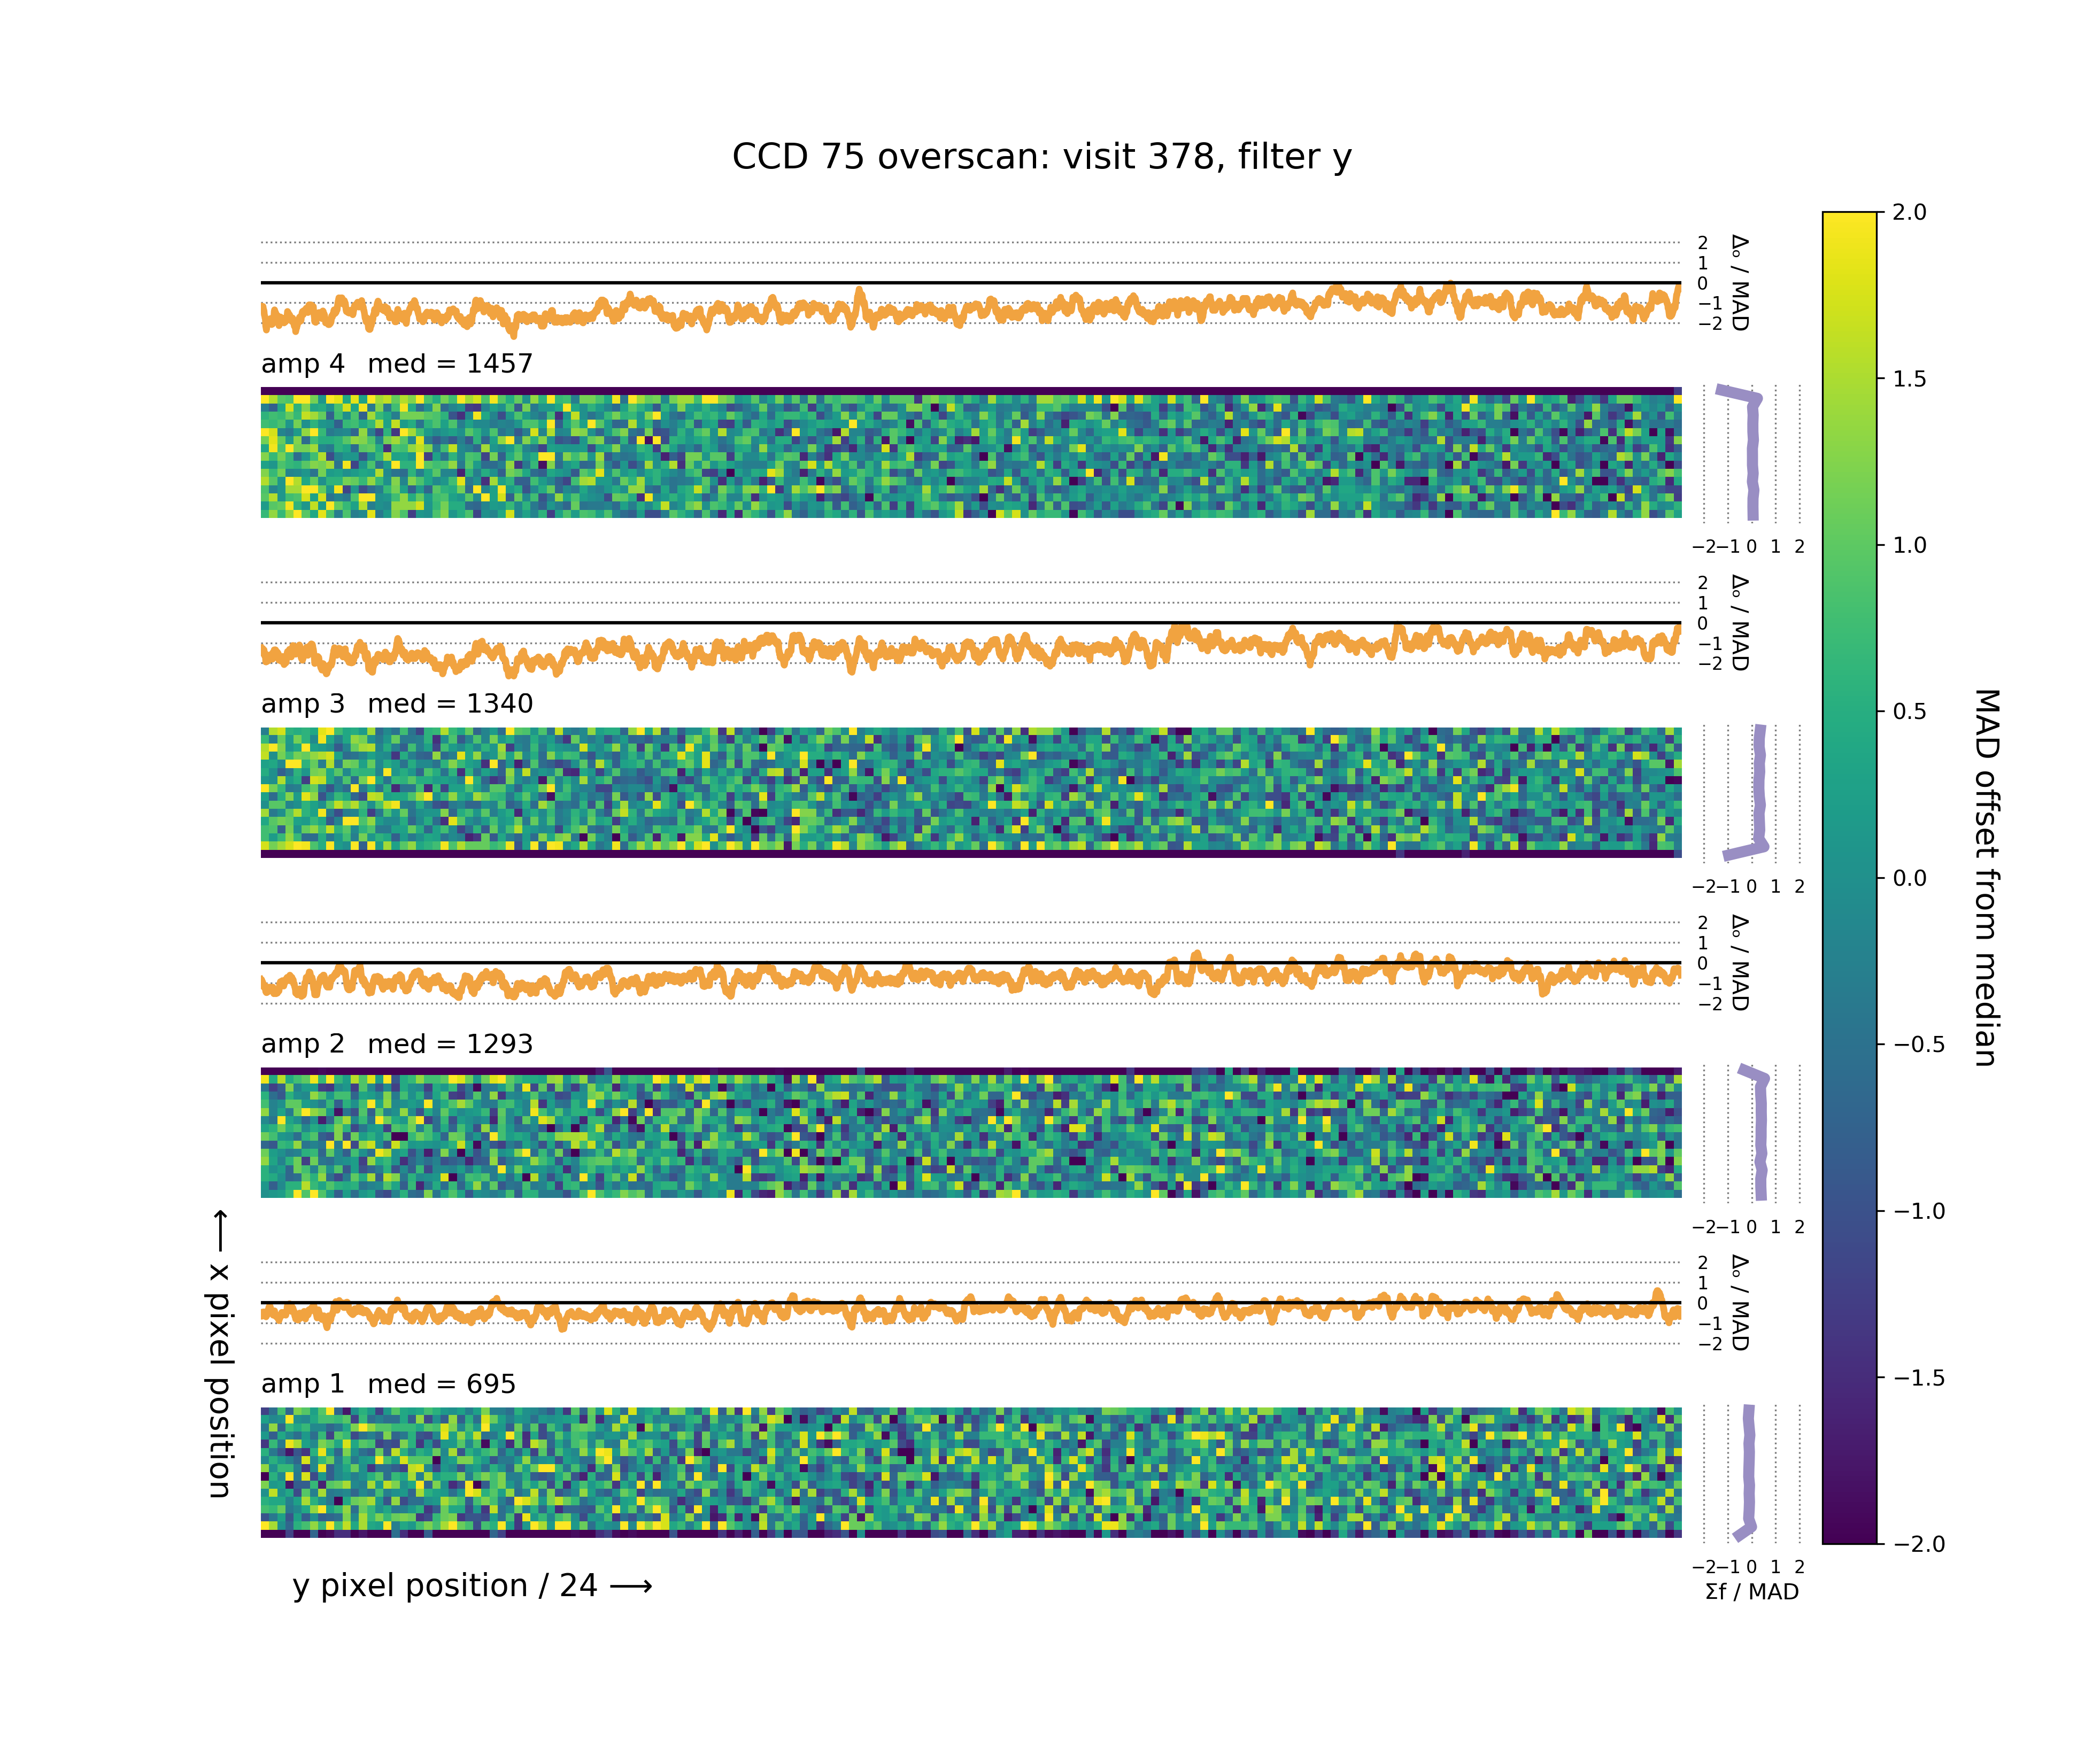 CCD 75 overscan: visit 378, filter y
2
1
0
−1
−2
Δₒ / MAD
amp 4 med = 1457
−2 −1 0 1 2
2
1
0
−1
−2
Δₒ / MAD
amp 3 med = 1340
−2 −1 0 1 2
2
1
0
−1
−2
Δₒ / MAD
amp 2 med = 1293
−2 −1 0 1 2
2
1
0
−1
−2
Δₒ / MAD
amp 1 med = 695
−2 −1 0 1 2
Σf / MAD
y pixel position / 24 ⟶
⟵ x pixel position
2.0
1.5
1.0
0.5
0.0
−0.5
−1.0
−1.5
−2.0
MAD offset from median